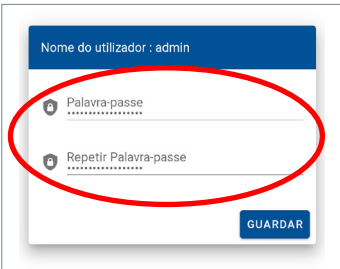 Nome do utilizador : admin
Palavra-passe
••••••••••••••••••
Repetir Palavra-passe
••••••••••••••••••
GUARDAR